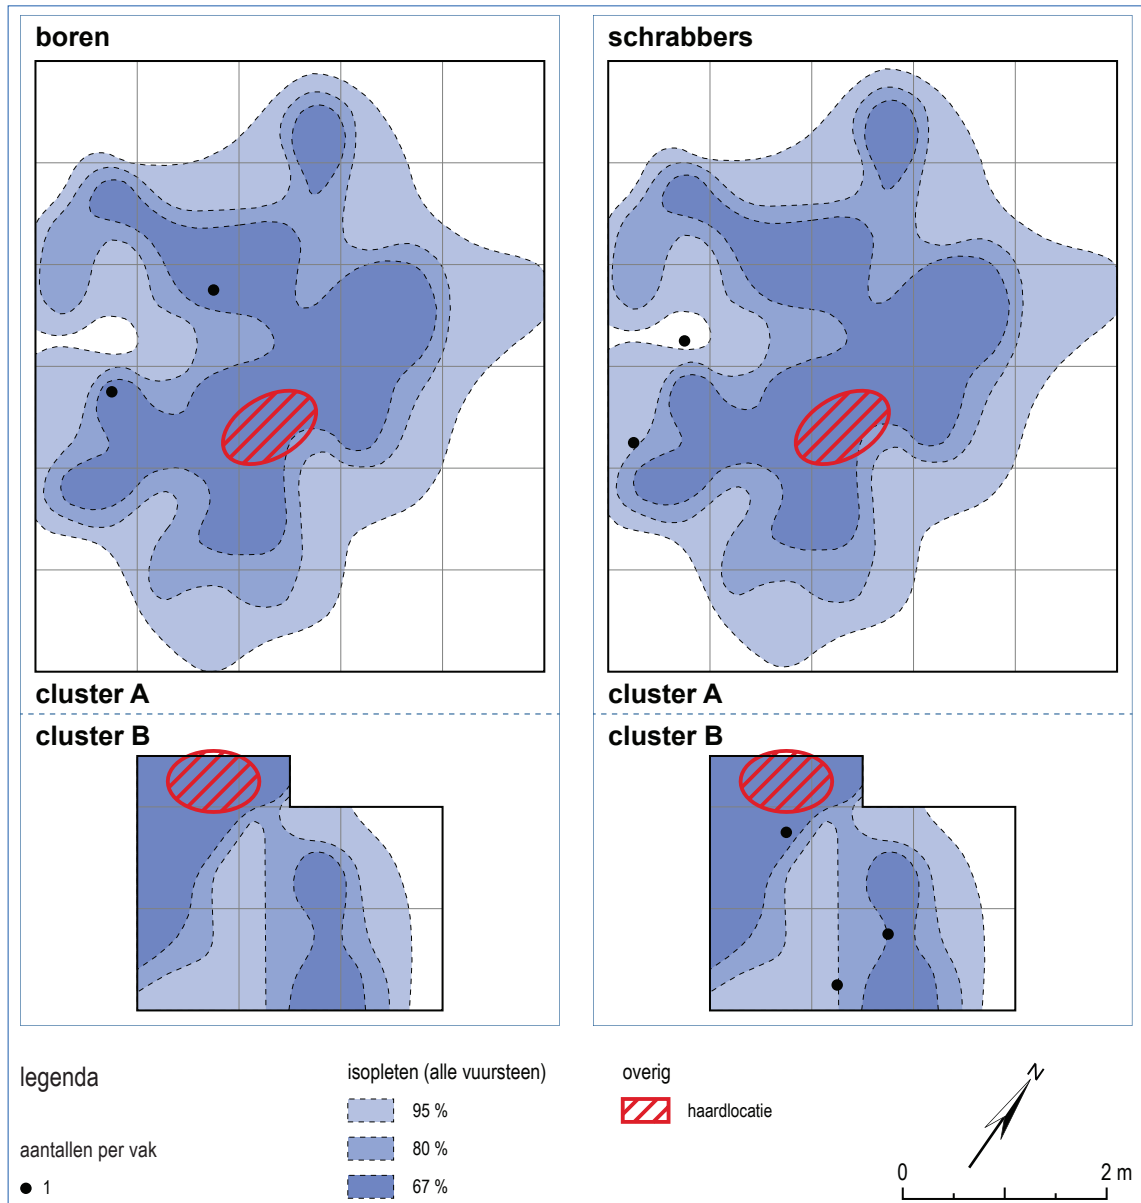 boren
schrabbers
cluster A
cluster A
cluster B
cluster B
legenda
aantallen per vak
1
isopleten (alle vuursteen)
95 %
80 %
67 %
overig
haardlocatie
N
0 2 m